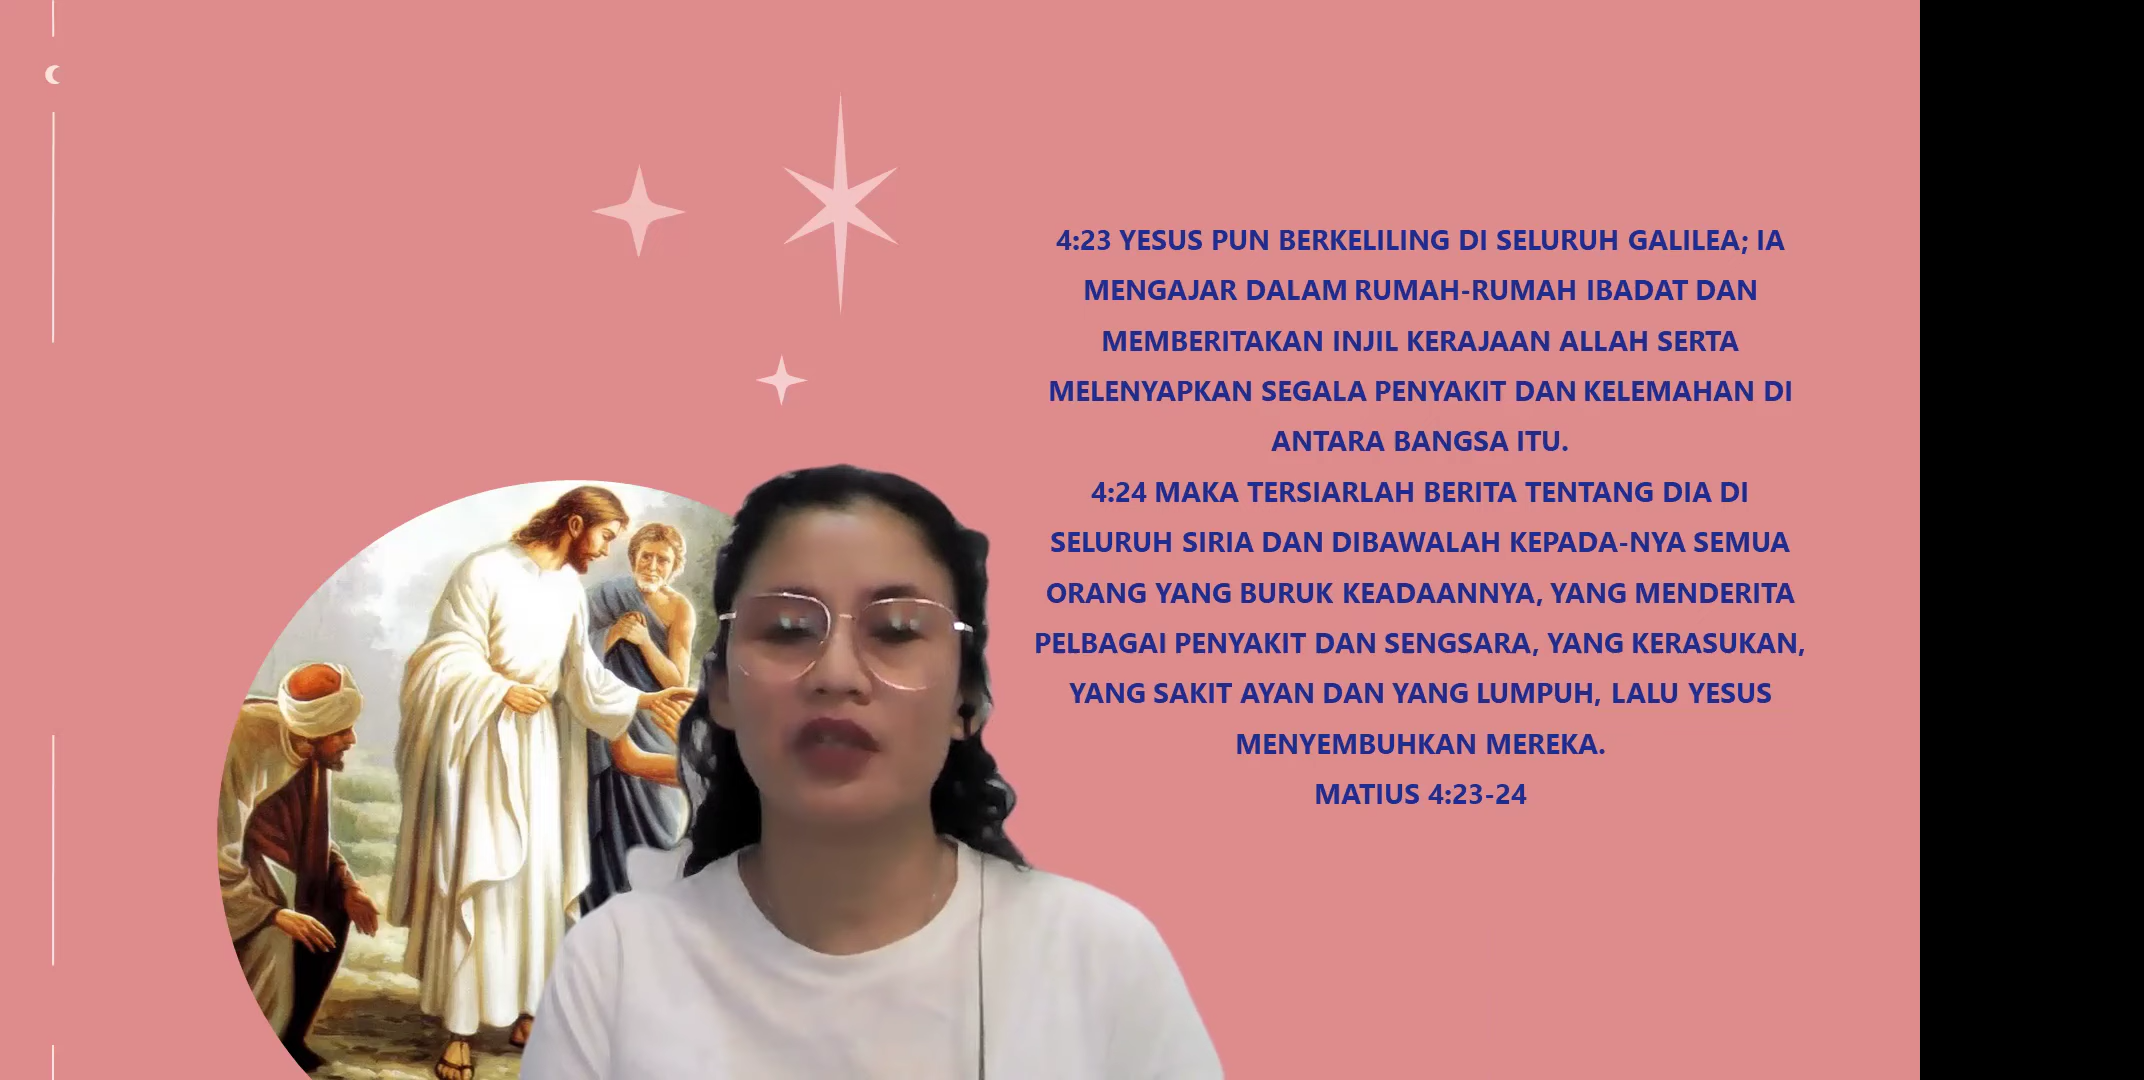 4:23 YESUS PUN BERKELILING DI SELURUH GALILEA; IA
MENGAJAR DALAM RUMAH-RUMAH IBADAT DAN
MEMBERITAKAN INJIL KERAJAAN ALLAH SERTA
MELENYAPKAN SEGALA PENYAKIT DAN KELEMAHAN DI
ANTARA BANGSA ITU.
4:24 MAKA TERSIARLAH BERITA TENTANG DIA DI
SELURUH SIRIA DAN DIBAWALAH KEPADA-NYA SEMUA
ORANG YANG BURUK KEADAANNYA, YANG MENDERITA
PELBAGAI PENYAKIT DAN SENGSARA, YANG KERASUKAN,
YANG SAKIT AYAN DAN YANG LUMPUH, LALU YESUS
MENYEMBUHKAN MEREKA.
MATIUS 4:23-24